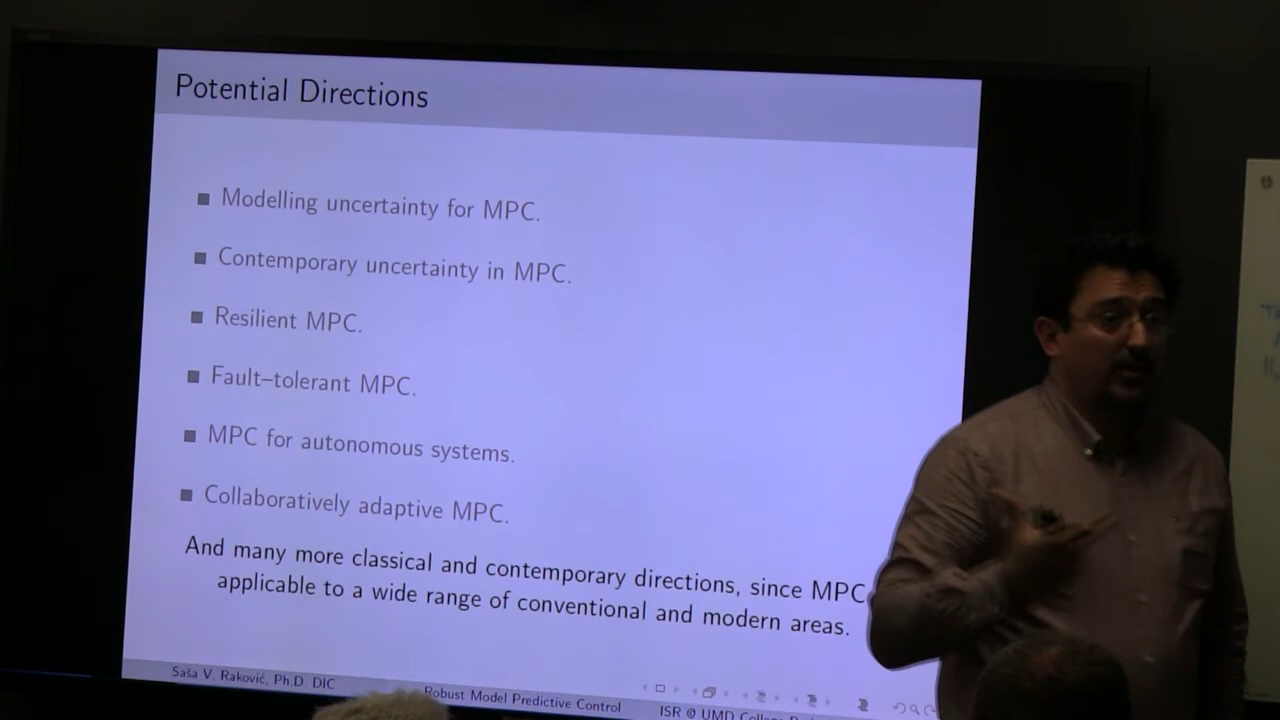 Potential Directions
Modelling uncertainty for MPC.
Contemporary uncertainty in MPC.
Resilient MPC.
Fault–tolerant MPC.
MPC for autonomous systems.
Collaboratively adaptive MPC.
And many more classical and contemporary directions, since MPC
applicable to a wide range of conventional and modern areas.
Saša V. Raković, Ph.D DIC
Robust Model Predictive Control
ISR @ UMD College